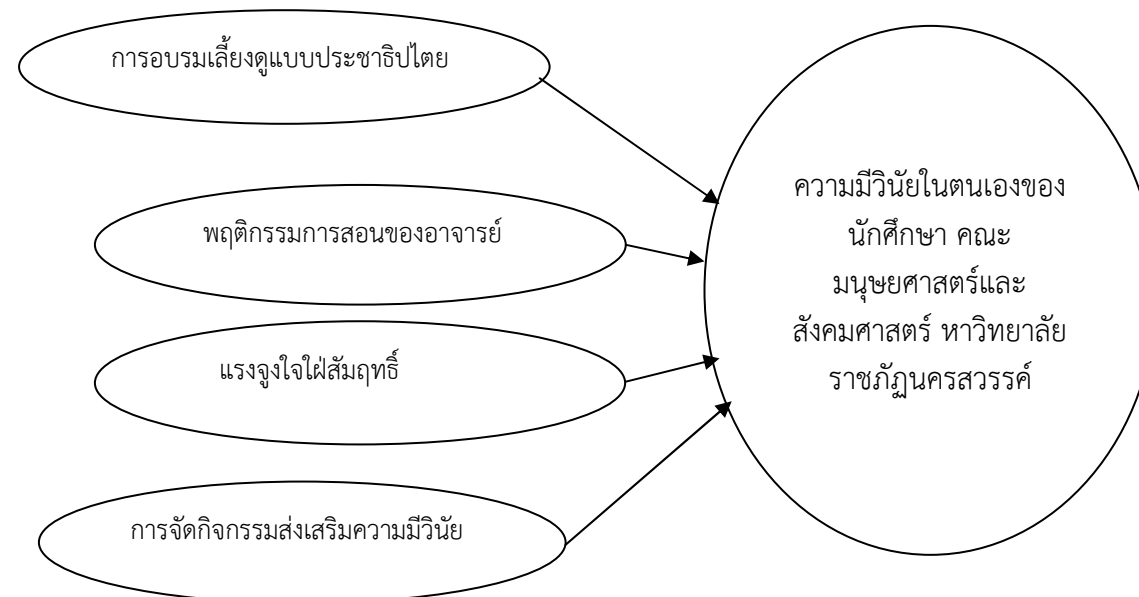 การอบรมเลี้ยงดูแบบประชาธิปไตย
พฤติกรรมการสอนของอาจารย์
แรงจูงใจใฝ่สัมฤทธิ์
การจัดกิจกรรมส่งเสริมความมีวินัย
ความมีวินัยในตนเองของ
นักศึกษา คณะ
มนุษยศาสตร์และ
สังคมศาสตร์ หาวิทยาลัย
ราชภัฏนครสวรรค์